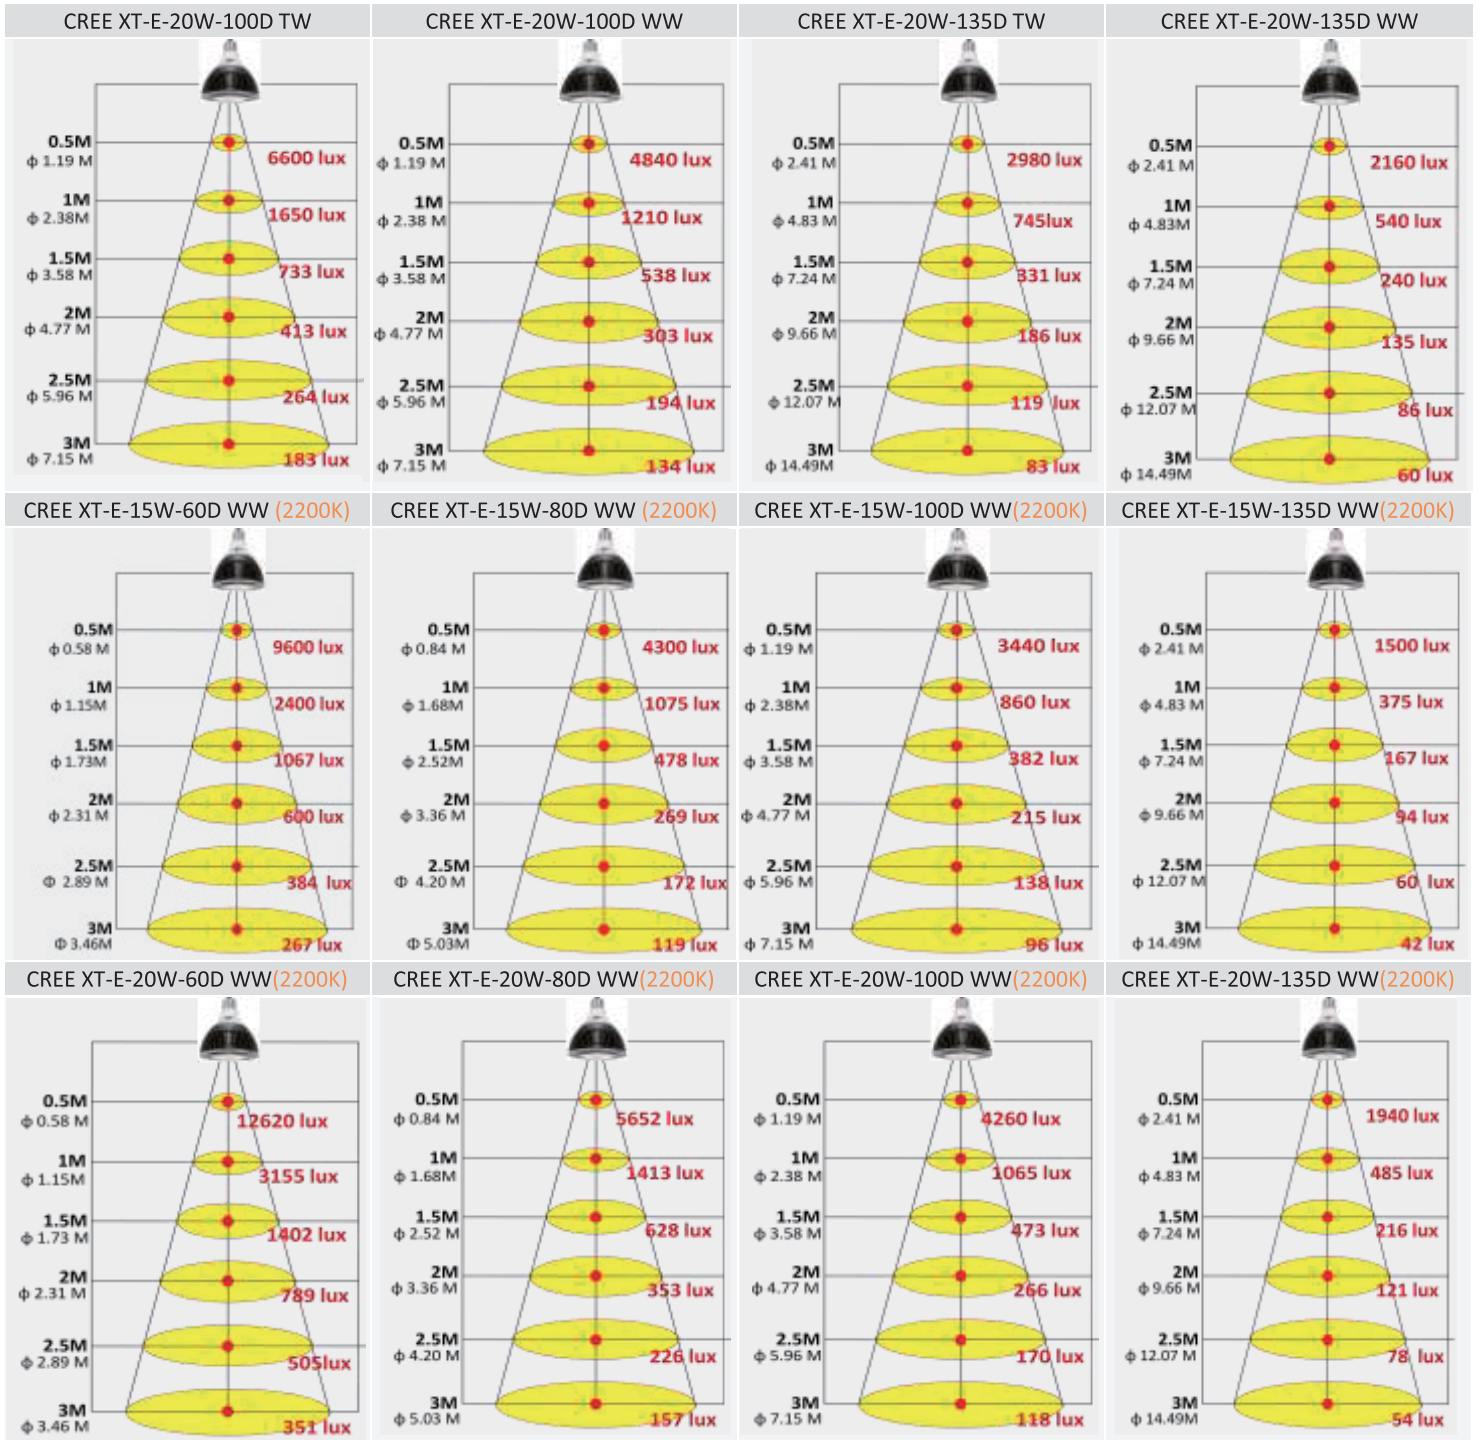 CREE XT-E-20W-100D TW
0.5M
ф 1.19 M
6600 lux
1M
ф 2.38M
1650 lux
1.5M
ф 3.58 M
733 lux
2M
ф 4.77 M
413 lux
2.5M
ф 5.96 M
264 lux
3M
ф 7.15 M
183 lux
CREE XT-E-20W-100D WW
0.5M
ф 1.19 M
4840 lux
1M
ф 2.38 M
1210 lux
1.5M
ф 3.58 M
538 lux
2M
ф 4.77 M
303 lux
2.5M
ф 5.96 M
194 lux
3M
ф 7.15 M
134 lux
CREE XT-E-20W-135D TW
0.5M
ф 2.41 M
2980 lux
1M
ф 4.83 M
745lux
1.5M
ф 7.24 M
331 lux
2M
ф 9.66 M
186 lux
2.5M
ф 12.07 M
119 lux
3M
ф 14.49M
83 lux
CREE XT-E-20W-135D WW
0.5M
ф 2.41 M
2160 lux
1M
ф 4.83M
540 lux
1.5M
ф 7.24 M
240 lux
2M
ф 9.66 M
135 lux
2.5M
ф 12.07 M
86 lux
3M
ф 14.49M
60 lux
CREE XT-E-15W-60D WW (2200K)
0.5M
ф 0.58 M
9600 lux
1M
ф 1.15M
2400 lux
1.5M
ф 1.73M
1067 lux
2M
ф 2.31 M
600 lux
2.5M
Ф 2.89 M
384 lux
3M
Ф 3.46M
267 lux
CREE XT-E-15W-80D WW (2200K)
0.5M
ф 0.84 M
4300 lux
1M
ф 1.68M
1075 lux
1.5M
ф 2.52M
478 lux
2M
ф 3.36 M
269 lux
2.5M
Ф 4.20 M
172 lux
3M
Ф 5.03M
119 lux
CREE XT-E-15W-100D WW(2200K)
0.5M
ф 1.19 M
3440 lux
1M
ф 2.38M
860 lux
1.5M
ф 3.58 M
382 lux
2M
ф 4.77 M
215 lux
2.5M
ф 5.96 M
138 lux
3M
ф 7.15 M
96 lux
CREE XT-E-15W-135D WW(2200K)
0.5M
ф 2.41 M
1500 lux
1M
ф 4.83 M
375 lux
1.5M
ф 7.24 M
167 lux
2M
ф 9.66 M
94 lux
2.5M
ф 12.07 M
60 lux
3M
ф 14.49M
42 lux
CREE XT-E-20W-60D WW(2200K)
0.5M
ф 0.58 M
12620 lux
1M
ф 1.15M
3155 lux
1.5M
ф 1.73 M
1402 lux
2M
ф 2.31 M
789 lux
2.5M
ф 2.89 M
505lux
3M
ф 3.46 M
351 lux
CREE XT-E-20W-80D WW(2200K)
0.5M
ф 0.84 M
5652 lux
1M
ф 1.68M
1413 lux
1.5M
ф 2.52 M
628 lux
2M
ф 3.36 M
353 lux
2.5M
ф 4.20 M
226 lux
3M
ф 5.03 M
157 lux
CREE XT-E-20W-100D WW(2200K)
0.5M
ф 1.19 M
4260 lux
1M
ф 2.38 M
1065 lux
1.5M
ф 3.58 M
473 lux
2M
ф 4.77 M
266 lux
2.5M
ф 5.96 M
170 lux
3M
ф 7.15 M
118 lux
CREE XT-E-20W-135D WW(2200K)
0.5M
ф 2.41 M
1940 lux
1M
ф 4.83 M
485 lux
1.5M
ф 7.24 M
216 lux
2M
ф 9.66 M
121 lux
2.5M
ф 12.07 M
78 lux
3M
ф 14.49M
54 lux